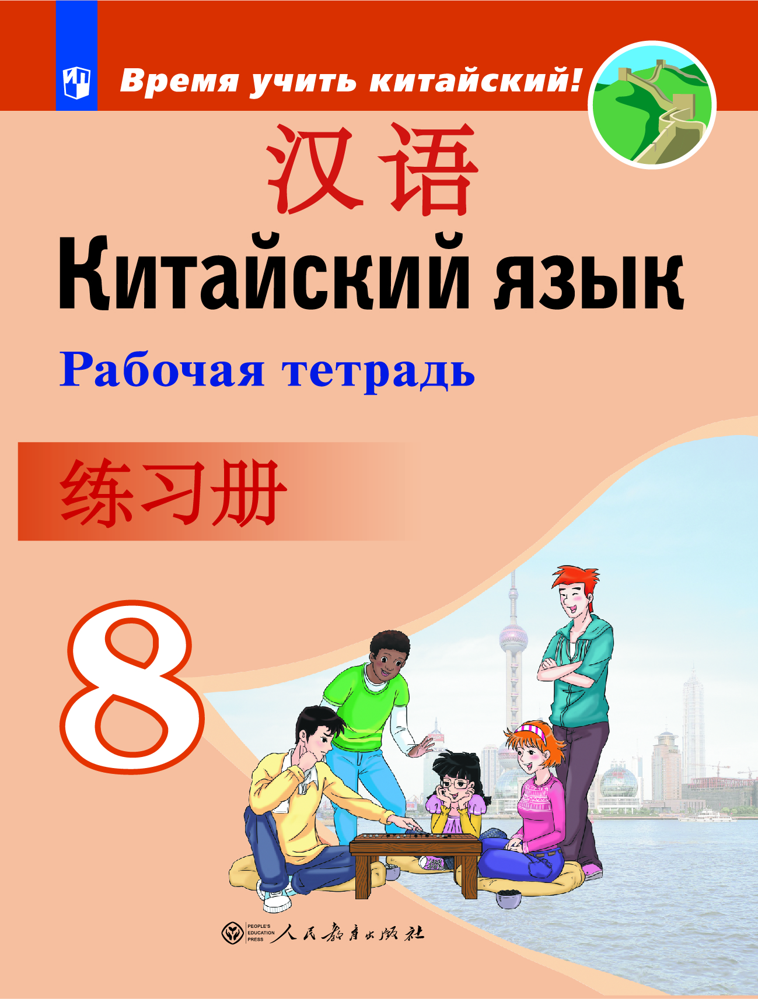 Время учить китайский!
汉语
Китайский язык
Рабочая тетрадь
练习册
8
PEOPLE'S
EDUCATION
PRESS
人民教育出版社